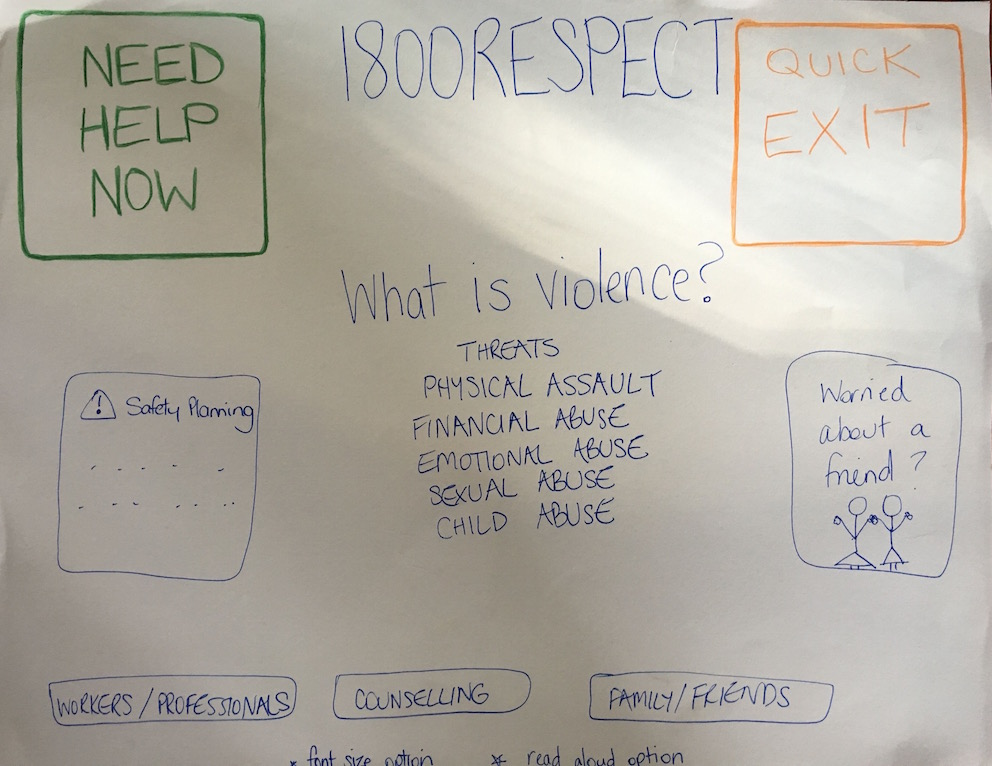 NEED
HELP
NOW
1800RESPECT
QUICK
EXIT
What is violence?
THREATS
PHYSICAL ASSAULT
FINANCIAL ABUSE
EMOTIONAL ABUSE
SEXUAL ABUSE
CHILD ABUSE
! Safety Planning
Worried
about a
friend?
WORKERS / PROFESSIONALS
COUNSELLING
FAMILY/FRIENDS
* font size option
* read aloud option